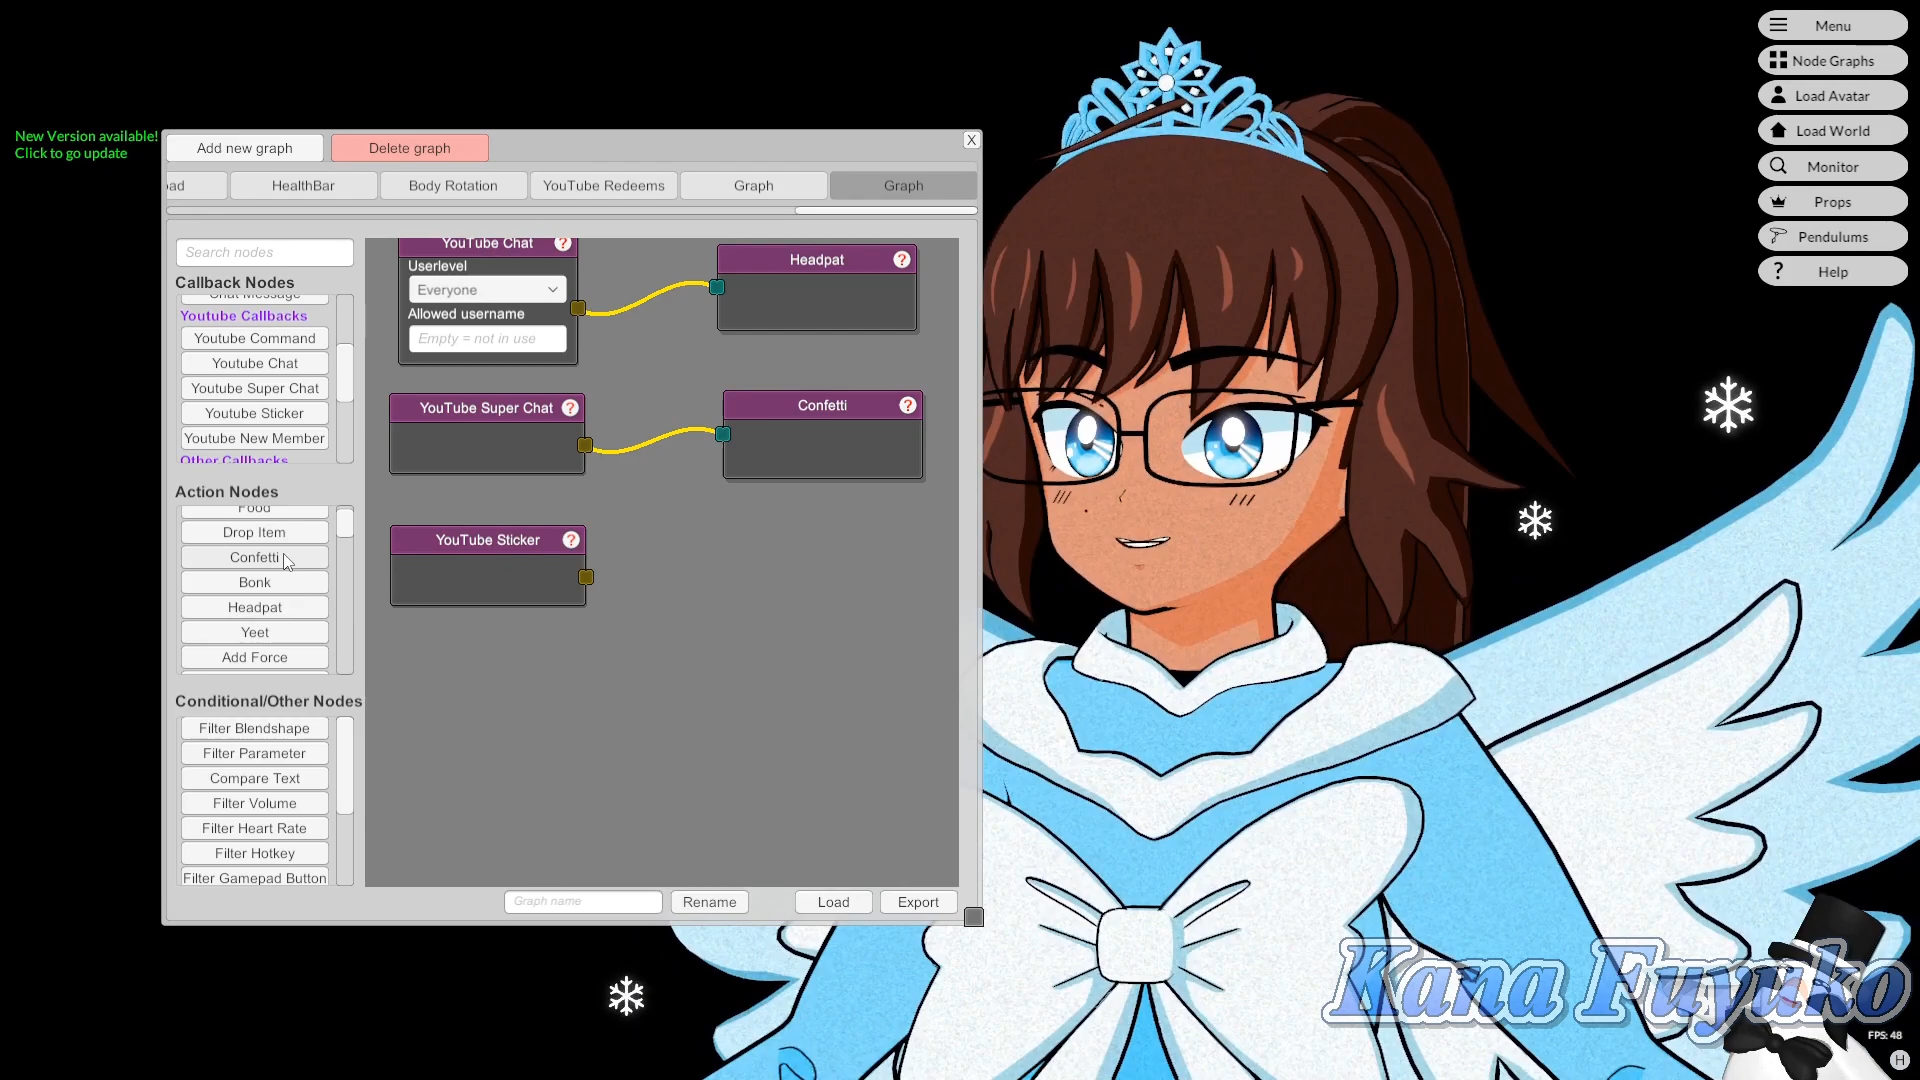 New Version available!
Click to go update
Add new graph
Delete graph
X
HealthBar
Body Rotation
YouTube Redeems
Graph
Graph
Search nodes
Callback Nodes
Chat Message
Youtube Callbacks
Youtube Command
Youtube Chat
Youtube Super Chat
Youtube Sticker
Youtube New Member
Other Callbacks
Action Nodes
Food
Drop Item
Confetti
Bonk
Headpat
Yeet
Add Force
Conditional/Other Nodes
Filter Blendshape
Filter Parameter
Compare Text
Filter Volume
Filter Heart Rate
Filter Hotkey
Filter Gamepad Button
YouTube Chat ?
Userlevel
Everyone
Allowed username
Empty = not in use
Headpat ?
YouTube Super Chat ?
Confetti ?
YouTube Sticker ?
Graph name
Rename
Load
Export
Menu
Node Graphs
Load Avatar
Load World
Monitor
Props
Pendulums
? Help
Kana Fuyuko
FPS: 48
H